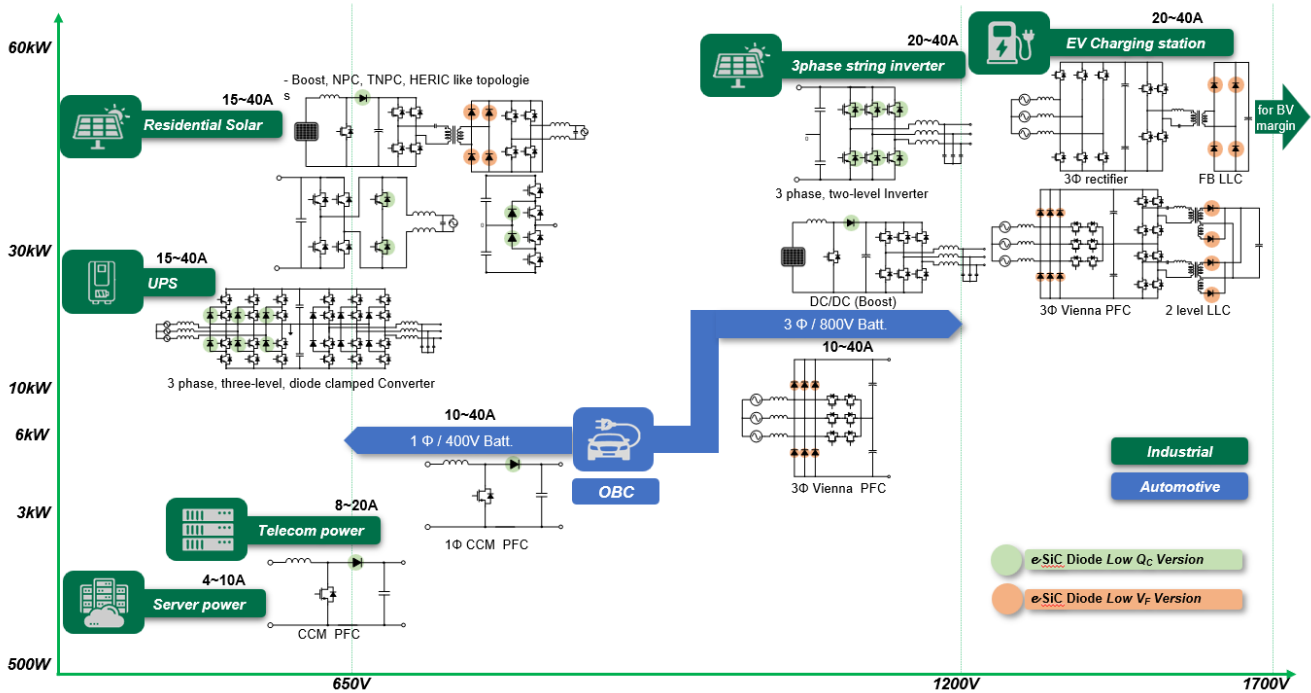 60kW
30kW
10kW
6kW
3kW
500W
650V
1200V
1700V
15~40A
Residential Solar
- Boost, NPC, TNPC, HERIC like topologie
s
15~40A
UPS
3 phase, three-level, diode clamped Converter
20~40A
3phase string inverter
3 phase, two-level Inverter
DC/DC (Boost)
20~40A
EV Charging station
for BV
margin
3Φ rectifier
FB LLC
3Φ Vienna PFC
2 level LLC
3 Φ / 800V Batt.
10~40A
3Φ Vienna PFC
10~40A
1 Φ / 400V Batt.
OBC
1Φ CCM PFC
8~20A
Telecom power
4~10A
Server power
CCM PFC
Industrial
Automotive
e-SiC Diode Low QC Version
e-SiC Diode Low VF Version